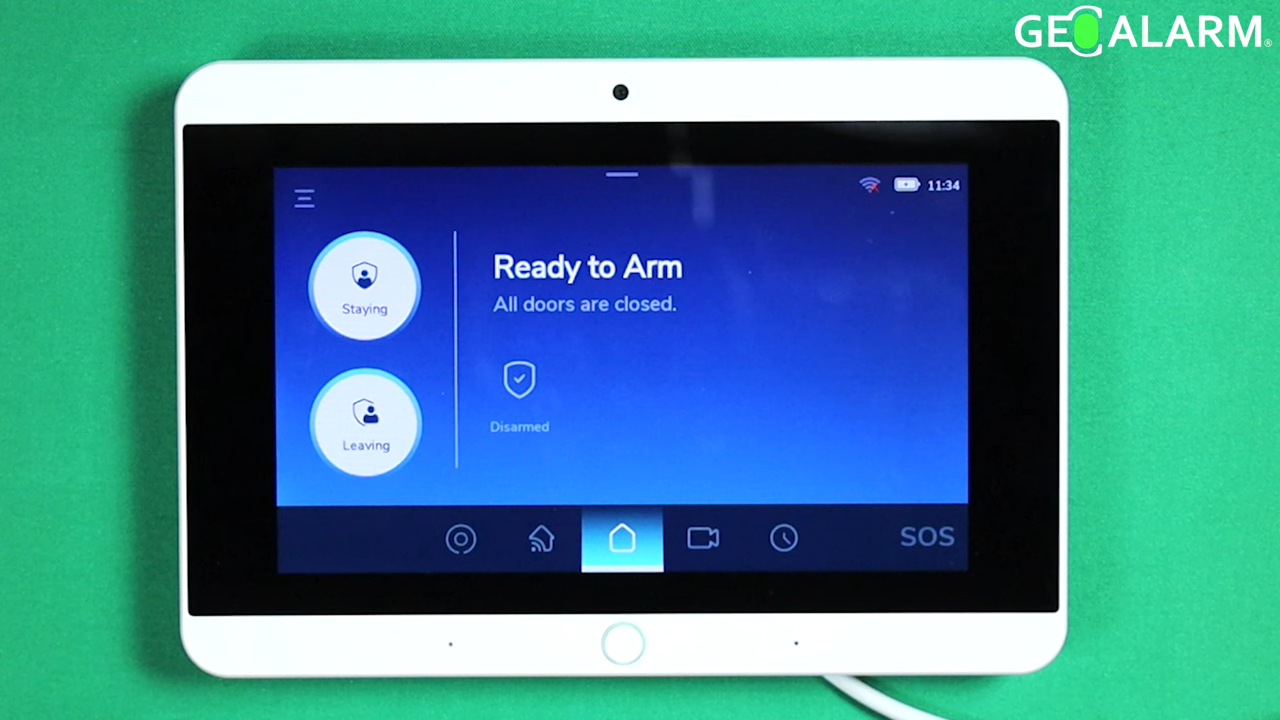 GEOALARM®
11:34
Staying
Ready to Arm
All doors are closed.
Leaving
Disarmed
SOS